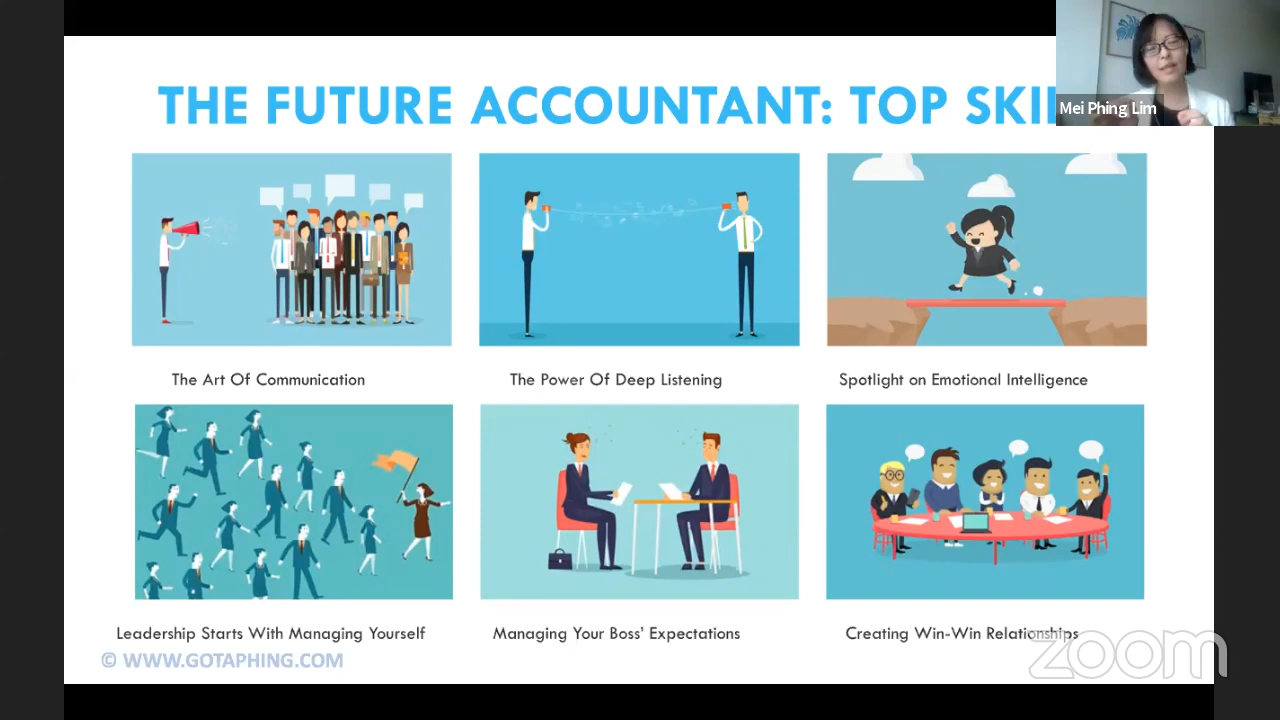 THE FUTURE ACCOUNTANT: TOP
Mei Phing Lim
The Art Of Communication
The Power Of Deep Listening
Spotlight on Emotional Intelligence
Leadership Starts With Managing Yourself
Managing Your Boss' Expectations
Creating Win-Win Relationships
© WWW.GOTAPHING.COM
zoom